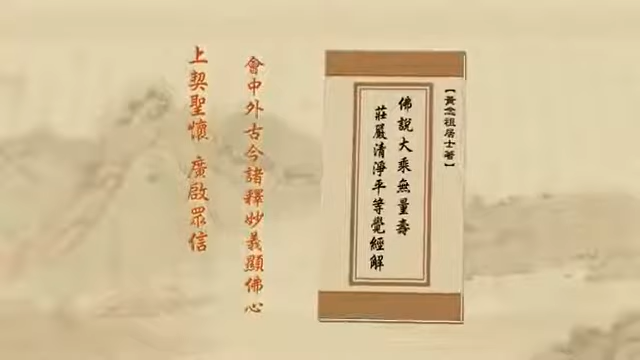 【黃念祖居士著】
佛說大乘無量壽
莊嚴清淨平等覺經解
會中外古今諸釋妙義顯佛心
上契聖懷 廣啟眾信